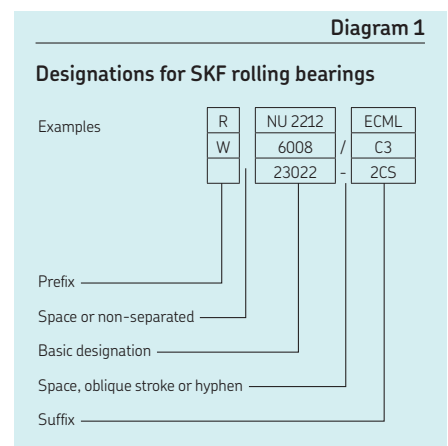 Diagram 1
Designations for SKF rolling bearings
Examples R NU 2212 ECML
W 6008 / C3
23022 - 2CS
Prefix
Space or non-separated
Basic designation
Space, oblique stroke or hyphen
Suffix